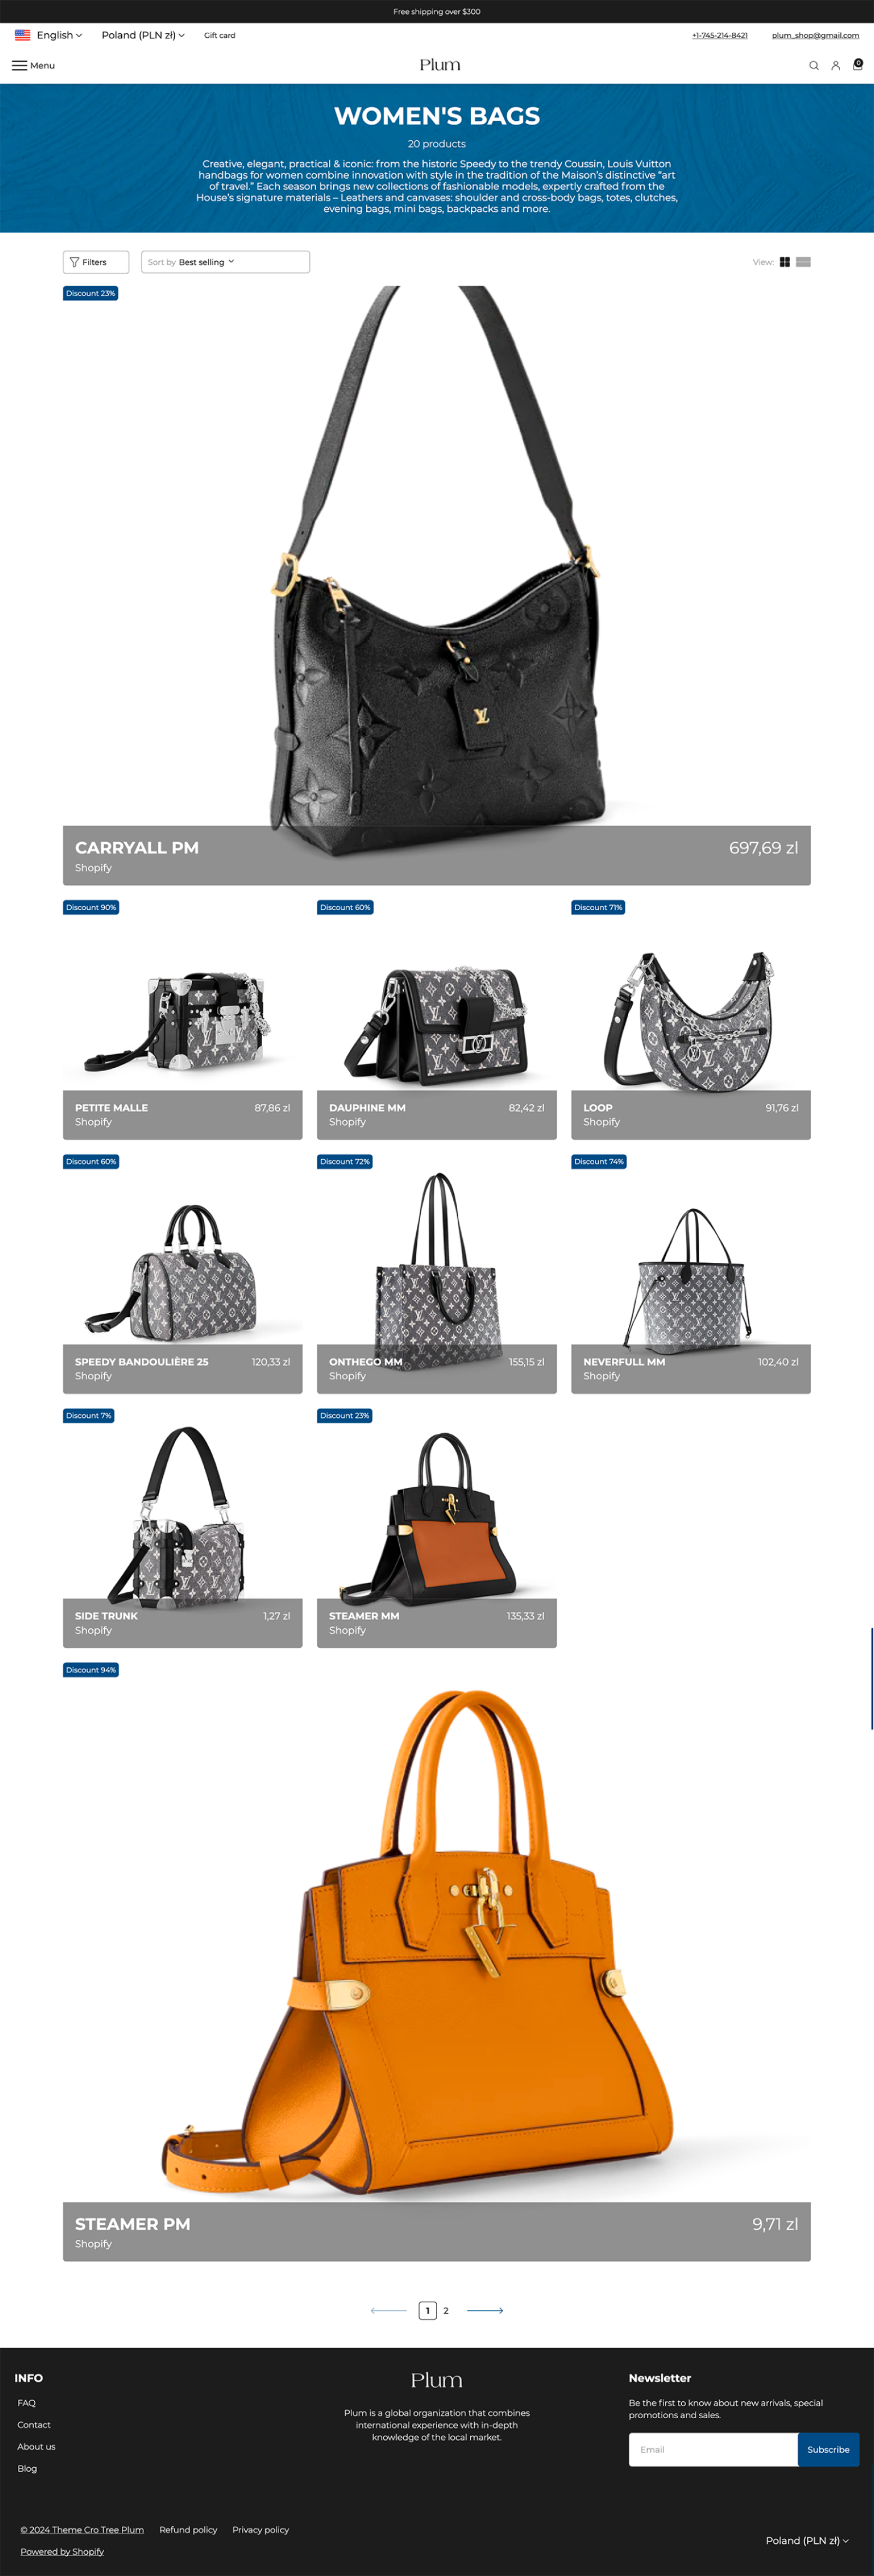 Free shipping over $300
English
Poland (PLN zł)
Gift card
+1-745-214-8421
plum_shop@gmail.com
Menu
Plum
0
WOMEN'S BAGS
20 products
Creative, elegant, practical & iconic: from the historic Speedy to the trendy Coussin, Louis Vuitton
handbags for women combine innovation with style in the tradition of the Maison's distinctive "art
of travel." Each season brings new collections of fashionable models, expertly crafted from the
House's signature materials – Leathers and canvases: shoulder and cross-body bags, totes, clutches,
evening bags, mini bags, backpacks and more.
Filters
Sort by Best selling
View:
Discount 23%
LV
CARRYALL PM
697,69 zl
Shopify
Discount 90%
Discount 60%
Discount 71%
PETITE MALLE
87,86 zl
Shopify
DAUPHINE MM
82,42 zl
Shopify
LOOP
91,76 zl
Shopify
Discount 60%
Discount 72%
Discount 74%
SPEEDY BANDOULIÈRE 25
120,33 zl
Shopify
ONTHEGO MM
155,15 zl
Shopify
NEVERFULL MM
102,40 zl
Shopify
Discount 7%
Discount 23%
SIDE TRUNK
1,27 zl
Shopify
STEAMER MM
135,33 zl
Shopify
Discount 94%
STEAMER PM
9,71 zl
Shopify
1
2
INFO
FAQ
Contact
About us
Blog
Plum
Plum is a global organization that combines
international experience with in-depth
knowledge of the local market.
Newsletter
Be the first to know about new arrivals, special
promotions and sales.
Email
Subscribe
© 2024 Theme Cro Tree Plum
Refund policy
Privacy policy
Powered by Shopify
Poland (PLN zł)